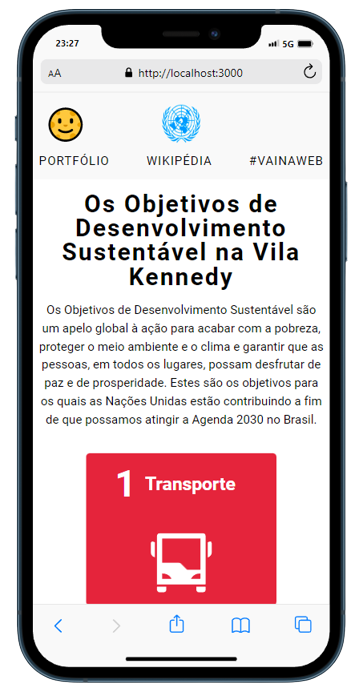 23:27
5G
AA
http://localhost:3000
PORTFÓLIO
WIKIPÉDIA
#VAINAWEB
Os Objetivos de
Desenvolvimento
Sustentável na Vila
Kennedy
Os Objetivos de Desenvolvimento Sustentável são
um apelo global à ação para acabar com a pobreza,
proteger o meio ambiente e o clima e garantir que as
pessoas, em todos os lugares, possam desfrutar de
paz e de prosperidade. Estes são os objetivos para
os quais as Nações Unidas estão contribuindo a fim
de que possamos atingir a Agenda 2030 no Brasil.
1 Transporte